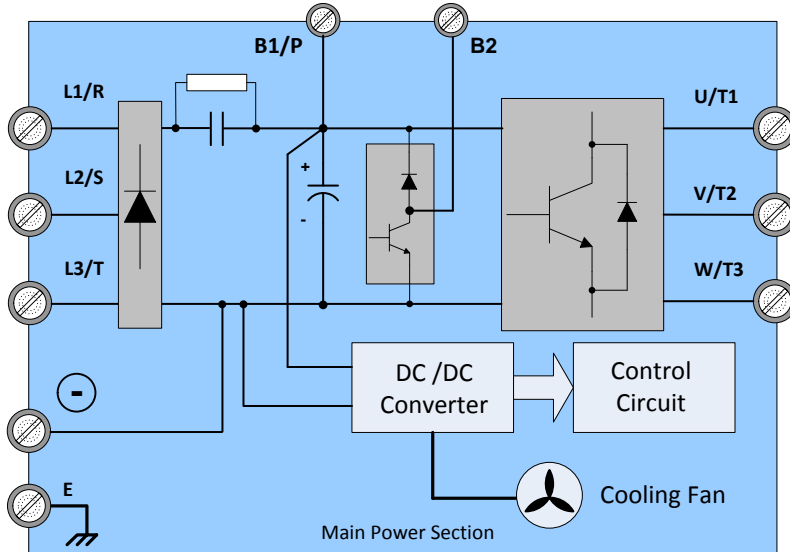 B1/P
B2
L1/R
U/T1
L2/S
V/T2
L3/T
W/T3
+
-
-
DC /DC
Converter
Control
Circuit
E
Cooling Fan
Main Power Section